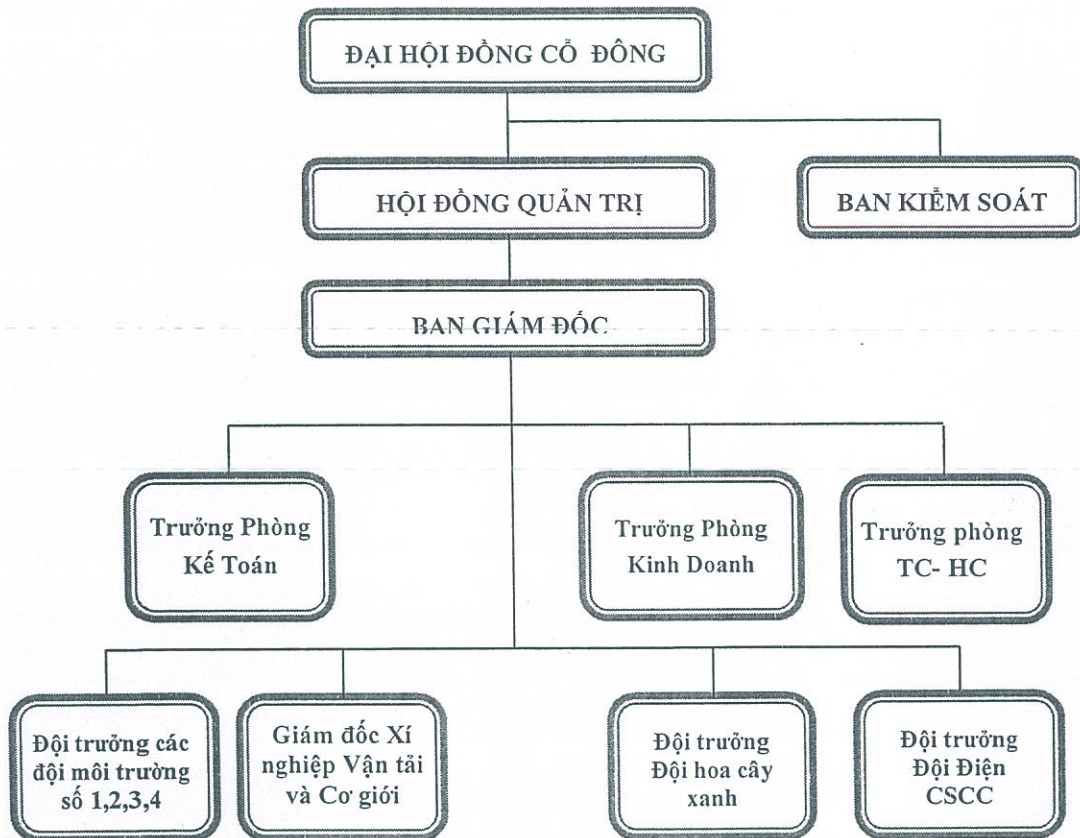 ĐẠI HỘI ĐỒNG CỔ ĐÔNG
HỘI ĐỒNG QUẢN TRỊ
BAN KIỂM SOÁT
BAN GIÁM ĐỐC
Trưởng Phòng
Kế Toán
Trưởng Phòng
Kinh Doanh
Trưởng phòng
TC- HC
Đội trưởng các
đội môi trường
số 1,2,3,4
Giám đốc Xí
nghiệp Vận tải
và Cơ giới
Đội trưởng
Đội hoa cây
xanh
Đội trưởng
Đội Điện
CSCC